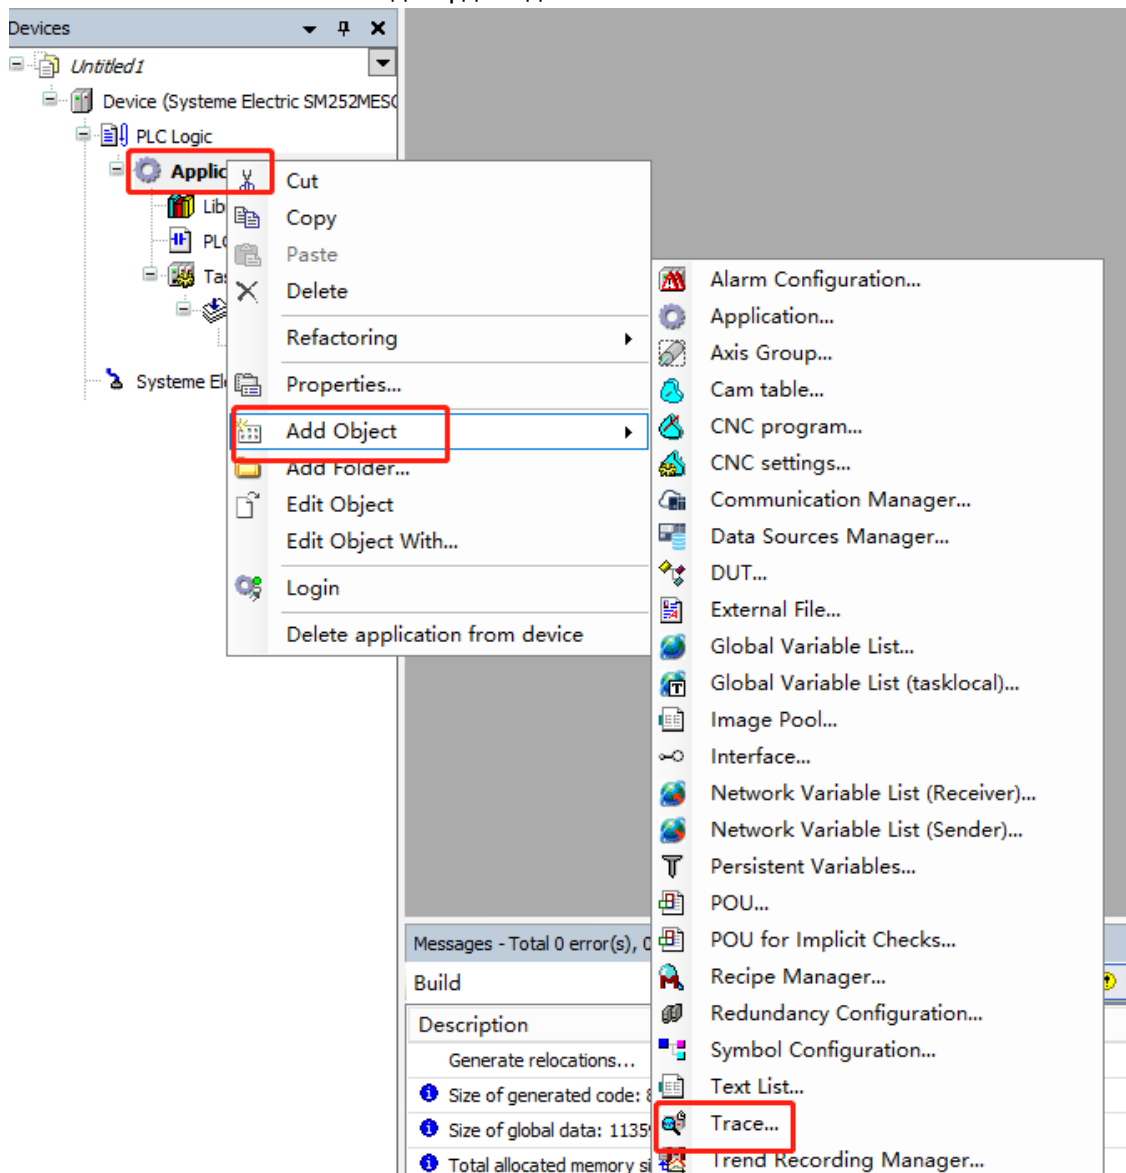 Devices
Untitled1
Device (Systeme Electric SM252MES
PLC Logic
Applic
Lib
PL
Ta
Systeme El
Cut
Copy
Paste
Delete
Refactoring
Properties...
Add Object
Add Folder...
Edit Object
Edit Object With...
Login
Delete application from device
Alarm Configuration...
Application...
Axis Group...
Cam table...
CNC program...
CNC settings...
Communication Manager...
Data Sources Manager...
DUT...
External File...
Global Variable List...
Global Variable List (tasklocal)...
Image Pool...
Interface...
Network Variable List (Receiver)...
Network Variable List (Sender)...
Persistent Variables...
POU...
POU for Implicit Checks...
Recipe Manager...
Redundancy Configuration...
Symbol Configuration...
Text List...
Trace...
Trend Recording Manager...
Messages - Total 0 error(s), 0
Build
Description
Generate relocations...
Size of generated code:
Size of global data: 1135
Total allocated memory si